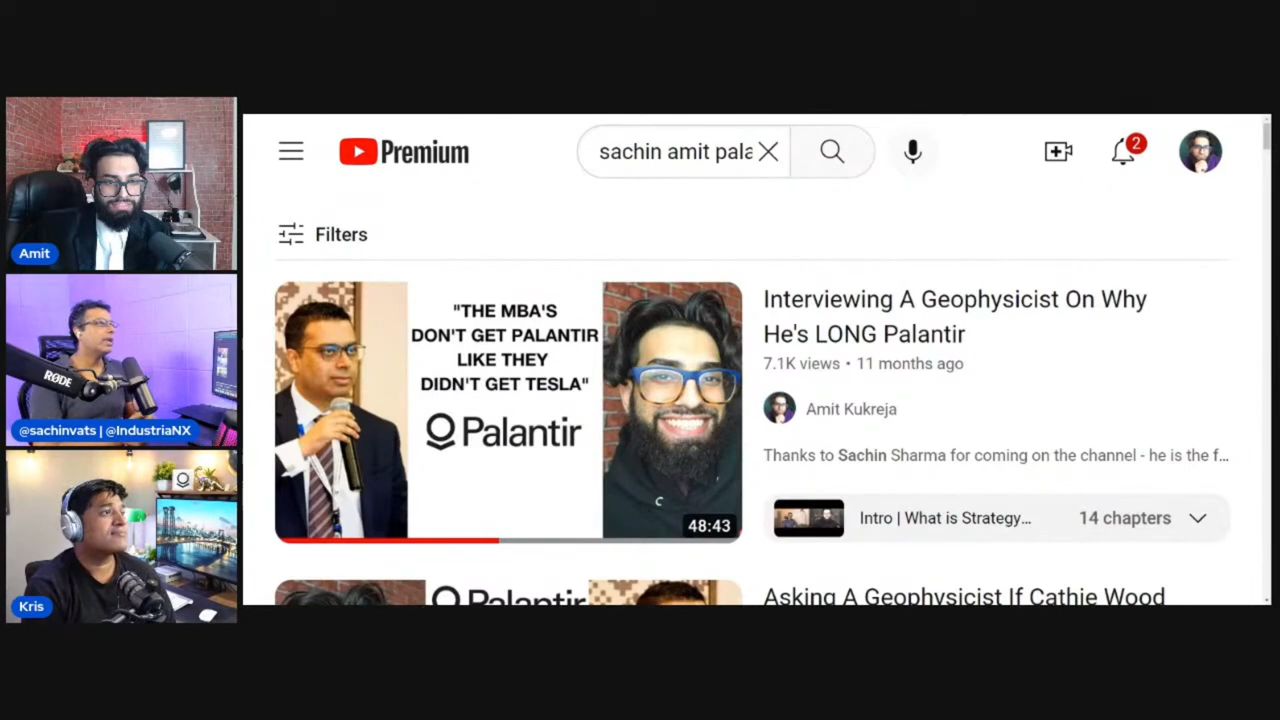 Amit
RØDE
@sachinvats | @IndustriaNX
Kris
Premium
sachin amit pala
2
Filters
"THE MBA'S
DON'T GET PALANTIR
LIKE THEY
DIDN'T GET TESLA"
Palantir
48:43
Interviewing A Geophysicist On Why
He's LONG Palantir
7.1K views • 11 months ago
Amit Kukreja
Thanks to Sachin Sharma for coming on the channel - he is the f...
Intro | What is Strategy...
14 chapters
Palantir
Asking A Geophysicist If Cathie Wood